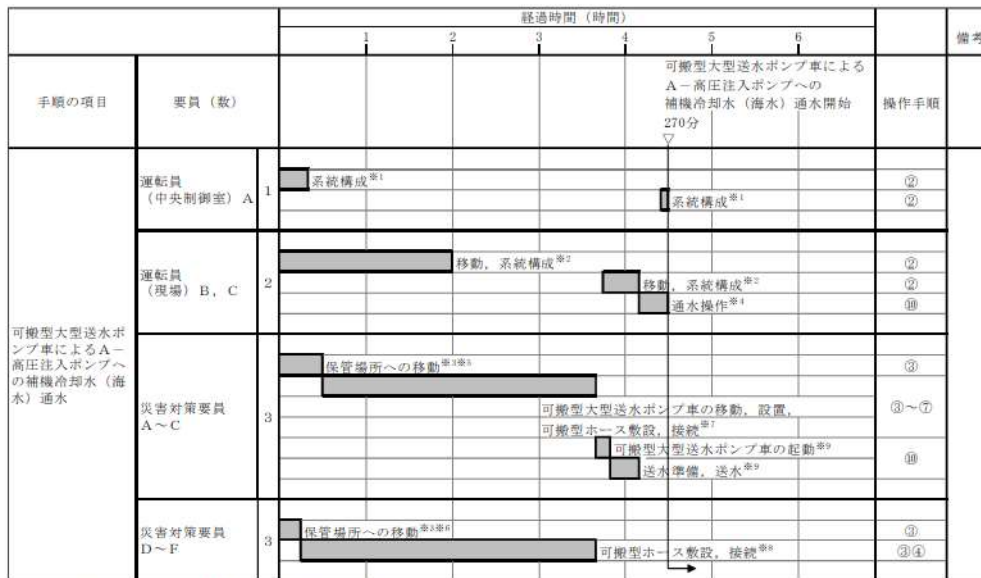 経過時間（時間）
1 2 3 4 5 6
備考
手順の項目
要員（数）
可搬型大型送水ポンプ車による
A－高圧注入ポンプへの
補機冷却水（海水）通水開始
270分
▽
操作手順
運転員
（中央制御室）A
1
系統構成※1
②
系統構成※1
②
運転員
（現場）B，C
2
移動，系統構成※2
②
移動，系統構成※2
②
通水操作※4
⑩
可搬型大型送水ポ
ンプ車によるA－
高圧注入ポンプへ
の補機冷却水（海
水）通水
災害対策要員
A～C
3
保管場所への移動※3※5
③
可搬型大型送水ポンプ車の移動，設置，
可搬型ホース敷設，接続※7
③～⑦
可搬型大型送水ポンプ車の起動※9
送水準備，送水※9
⑩
災害対策要員
D～F
3
保管場所への移動※3※6
③
可搬型ホース敷設，接続※8
③④